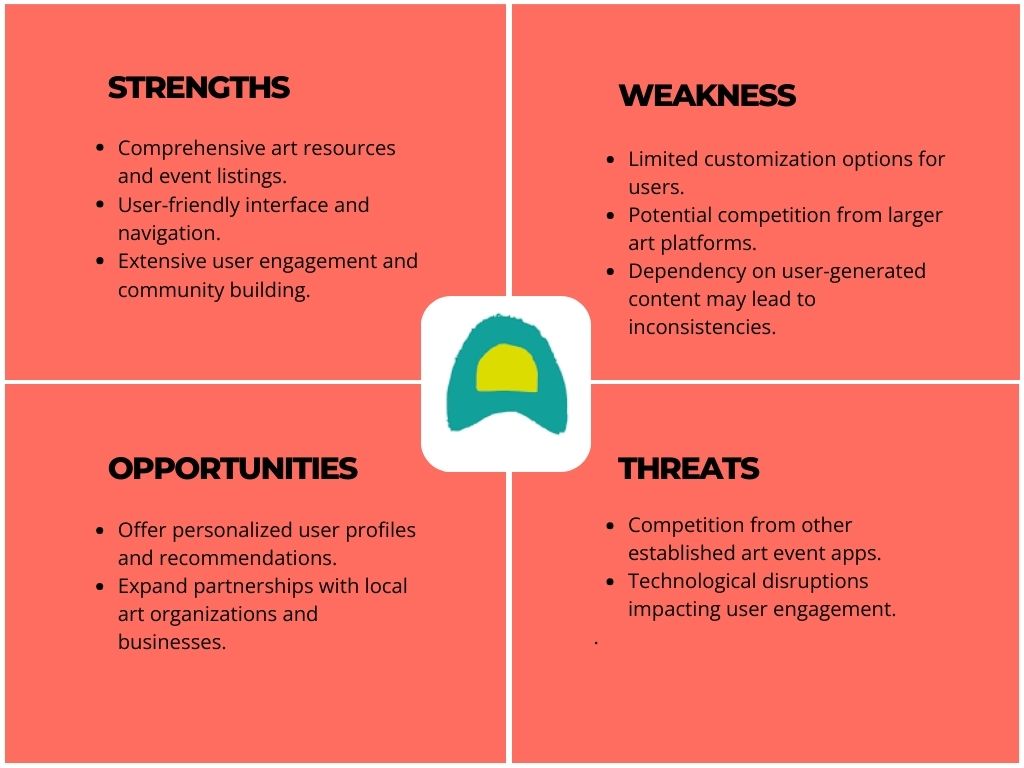 STRENGTHS
• Comprehensive art resources
and event listings.
• User-friendly interface and
navigation.
• Extensive user engagement and
community building.
WEAKNESS
• Limited customization options for
users.
• Potential competition from larger
art platforms.
• Dependency on user-generated
content may lead to
inconsistencies.
OPPORTUNITIES
• Offer personalized user profiles
and recommendations.
• Expand partnerships with local
art organizations and
businesses.
THREATS
• Competition from other
established art event apps.
• Technological disruptions
impacting user engagement.
.